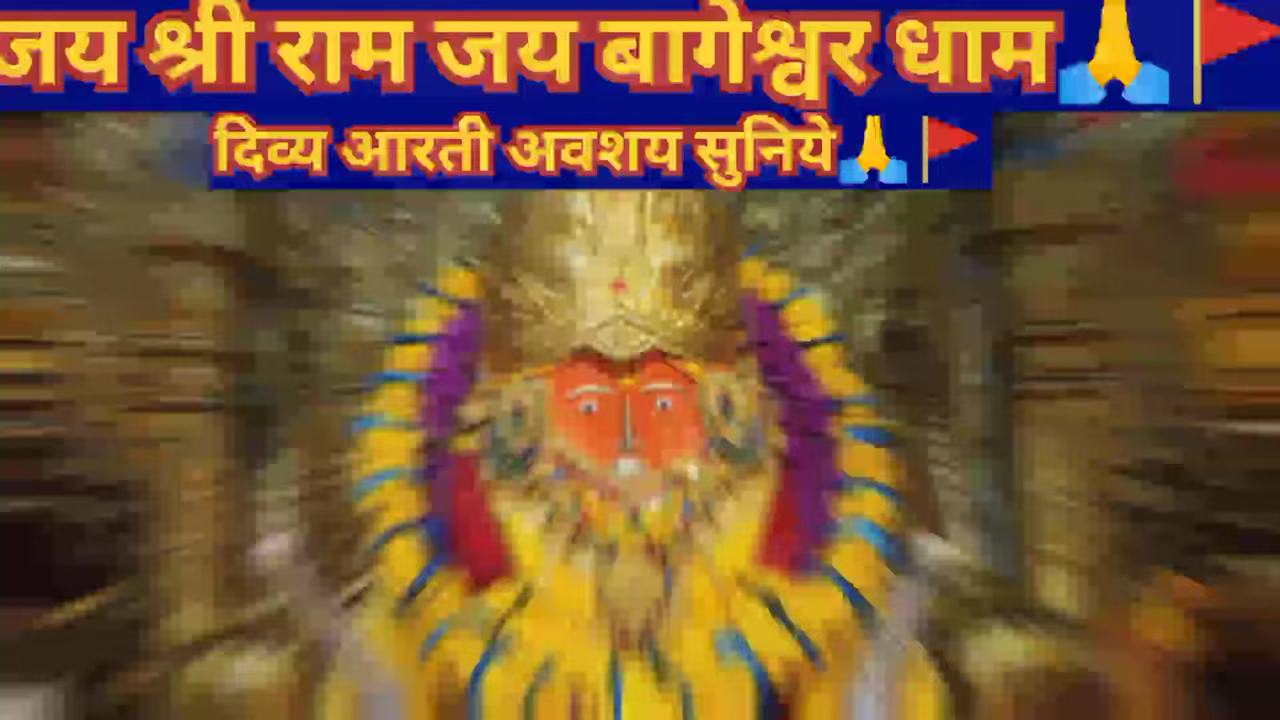 जय श्री राम जय बागेश्वर धाम🙏🚩
दिव्य आरती अवशय सुनिये🙏🚩